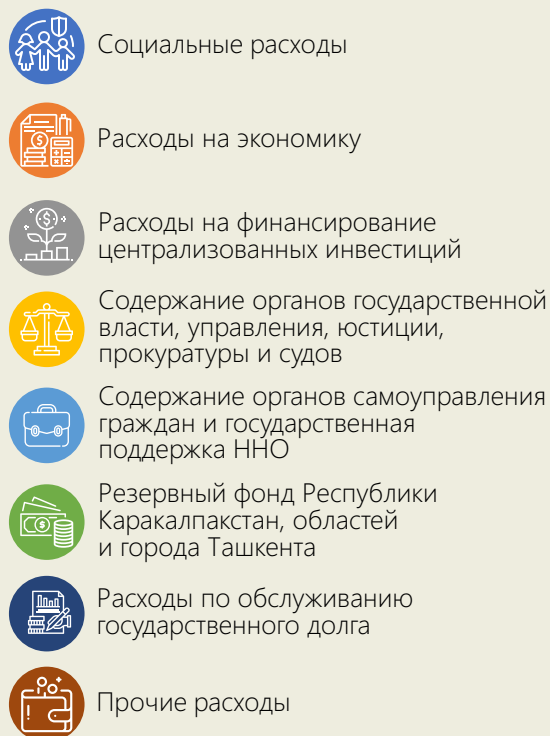 Социальные расходы
Расходы на экономику
Расходы на финансирование
централизованных инвестиций
Содержание органов государственной
власти, управления, юстиции,
прокуратуры и судов
Содержание органов самоуправления
граждан и государственная
поддержка ННО
Резервный фонд Республики
Каракалпакстан, областей
и города Ташкента
Расходы по обслуживанию
государственного долга
Прочие расходы